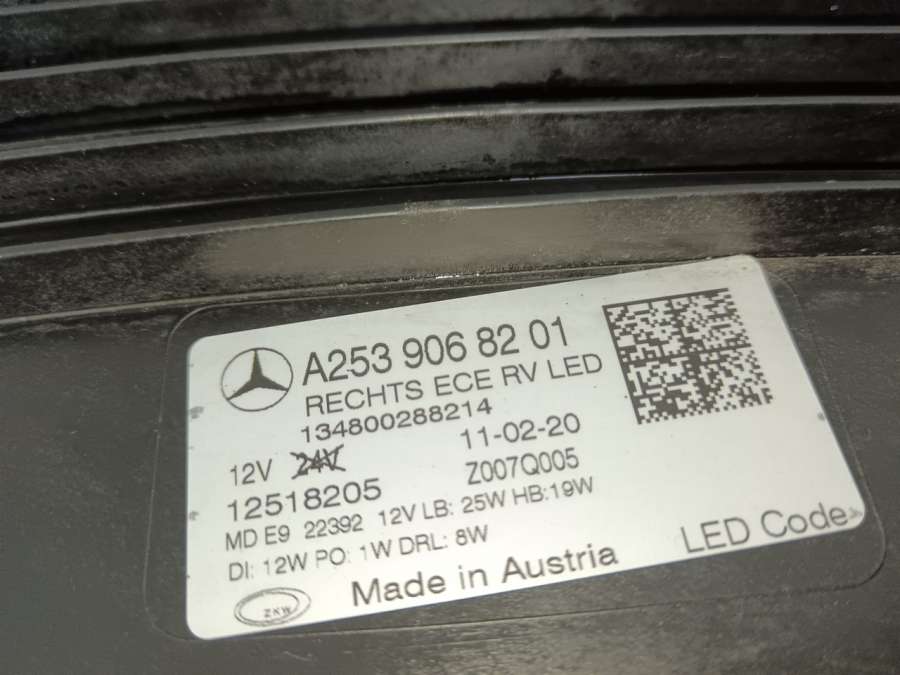 A253 906 82 01
RECHTS ECE RV LED
134800288214
12V 24V 11-02-20
12518205 Z007Q005
MD E9 22392 12V LB: 25W HB:19W
DI: 12W PO: 1W DRL: 8W
ZKW Made in Austria LED Code>